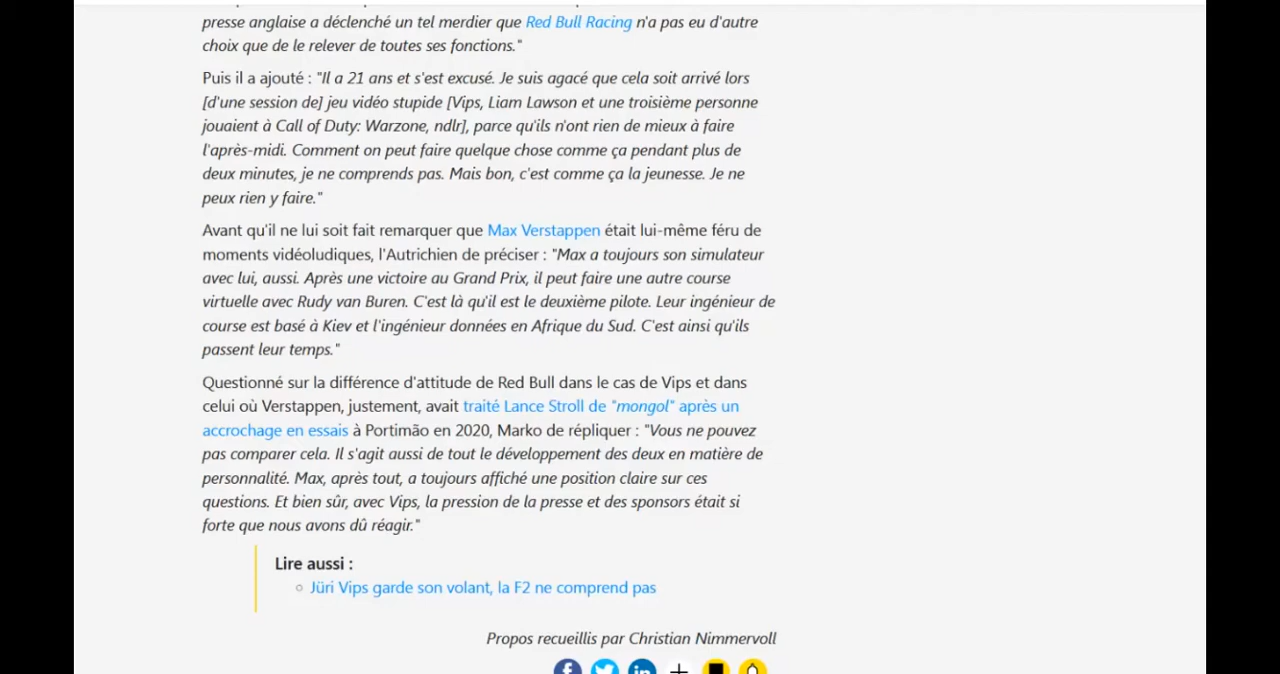 presse anglaise a déclenché un tel merdier que Red Bull Racing n'a pas eu d'autre
choix que de le relever de toutes ses fonctions."
Puis il a ajouté : "Il a 21 ans et s'est excusé. Je suis agacé que cela soit arrivé lors
[d'une session de] jeu vidéo stupide [Vips, Liam Lawson et une troisième personne
jouaient à Call of Duty: Warzone, ndlr], parce qu'ils n'ont rien de mieux à faire
l'après-midi. Comment on peut faire quelque chose comme ça pendant plus de
deux minutes, je ne comprends pas. Mais bon, c'est comme ça la jeunesse. Je ne
peux rien y faire."
Avant qu'il ne lui soit fait remarquer que Max Verstappen était lui-même féru de
moments vidéoludiques, l'Autrichien de préciser : "Max a toujours son simulateur
avec lui, aussi. Après une victoire au Grand Prix, il peut faire une autre course
virtuelle avec Rudy van Buren. C'est là qu'il est le deuxième pilote. Leur ingénieur de
course est basé à Kiev et l'ingénieur données en Afrique du Sud. C'est ainsi qu'ils
passent leur temps."
Questionné sur la différence d'attitude de Red Bull dans le cas de Vips et dans
celui où Verstappen, justement, avait traité Lance Stroll de "mongol" après un
accrochage en essais à Portimão en 2020, Marko de répliquer : "Vous ne pouvez
pas comparer cela. Il s'agit aussi de tout le développement des deux en matière de
personnalité. Max, après tout, a toujours affiché une position claire sur ces
questions. Et bien sûr, avec Vips, la pression de la presse et des sponsors était si
forte que nous avons dû réagir."
Lire aussi :
Jüri Vips garde son volant, la F2 ne comprend pas
Propos recueillis par Christian Nimmervoll